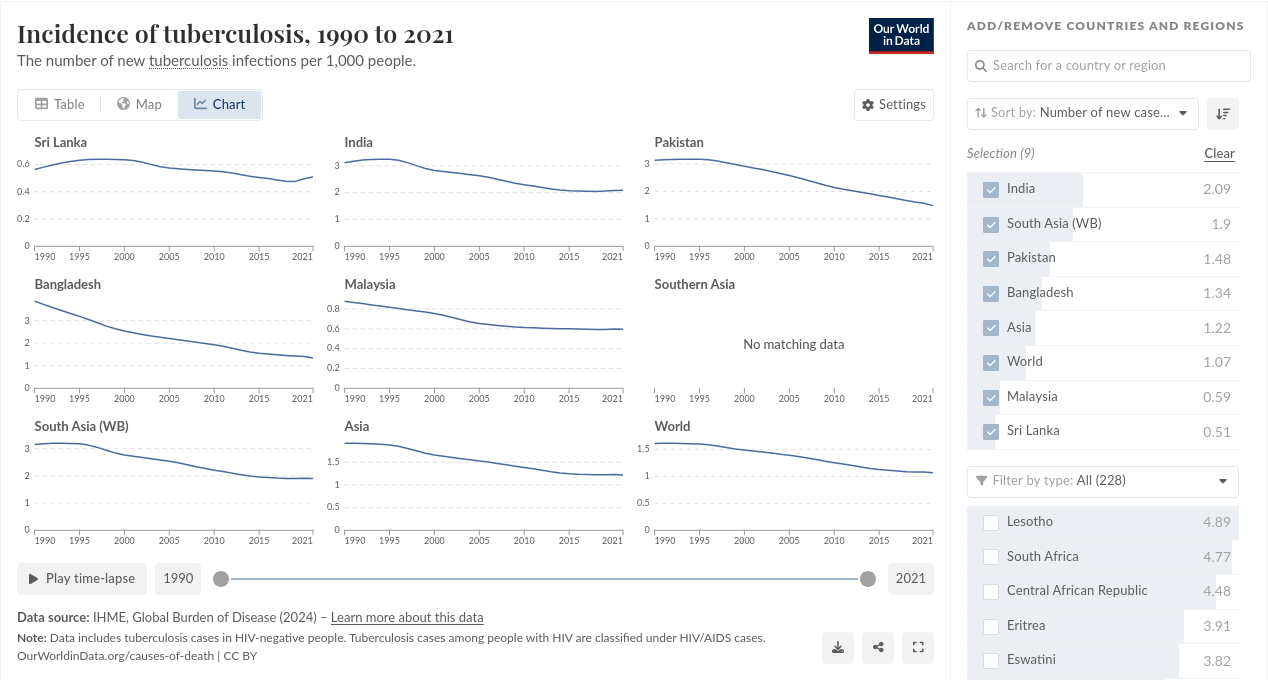 Incidence of tuberculosis, 1990 to 2021
The number of new tuberculosis infections per 1,000 people.
Our World
in Data
Table
Map
Chart
Settings
Sri Lanka
0.6
0.4
0.2
0
1990 1995 2000 2005 2010 2015 2021
India
3
2
1
0
1990 1995 2000 2005 2010 2015 2021
Pakistan
3
2
1
0
1990 1995 2000 2005 2010 2015 2021
Bangladesh
3
2
1
0
1990 1995 2000 2005 2010 2015 2021
Malaysia
0.8
0.6
0.4
0.2
0
1990 1995 2000 2005 2010 2015 2021
Southern Asia
No matching data
1990 1995 2000 2005 2010 2015 2021
South Asia (WB)
3
2
1
0
1990 1995 2000 2005 2010 2015 2021
Asia
1.5
1
0.5
0
1990 1995 2000 2005 2010 2015 2021
World
1.5
1
0.5
0
1990 1995 2000 2005 2010 2015 2021
Play time-lapse
1990
2021
Data source: IHME, Global Burden of Disease (2024) – Learn more about this data
Note: Data includes tuberculosis cases in HIV-negative people. Tuberculosis cases among people with HIV are classified under HIV/AIDS cases.
OurWorldinData.org/causes-of-death | CC BY
ADD/REMOVE COUNTRIES AND REGIONS
Search for a country or region
Sort by: Number of new case...
Selection (9)
Clear
India 2.09
South Asia (WB) 1.9
Pakistan 1.48
Bangladesh 1.34
Asia 1.22
World 1.07
Malaysia 0.59
Sri Lanka 0.51
Filter by type: All (228)
Lesotho 4.89
South Africa 4.77
Central African Republic 4.48
Eritrea 3.91
Eswatini 3.82